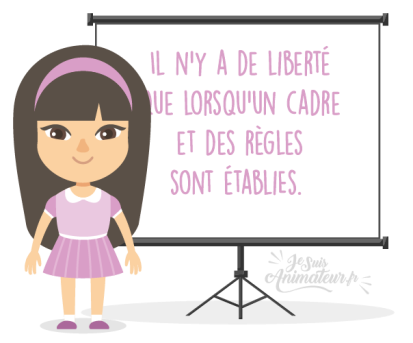 IL N'Y A DE LIBERTÉ
QUE LORSQU'UN CADRE
ET DES RÈGLES
SONT ÉTABLIES.
Je Suis
Animateur.fr